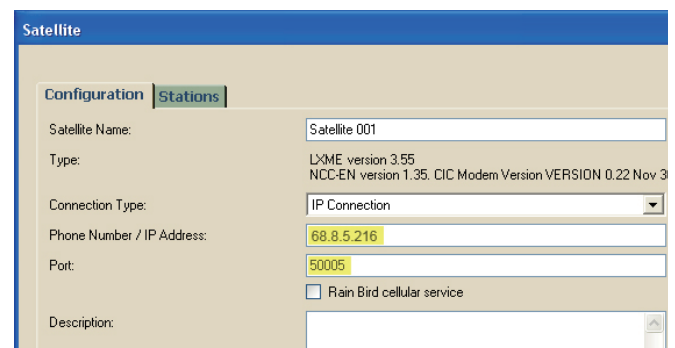 Satellite
Configuration Stations
Satellite Name: Satellite 001
Type: LXME version 3.55
NCC-EN version 1.35. CIC Modem Version VERSION 0.22 Nov
Connection Type: IP Connection
Phone Number / IP Address: 68.8.5.216
Port: 50005
Rain Bird cellular service
Description: